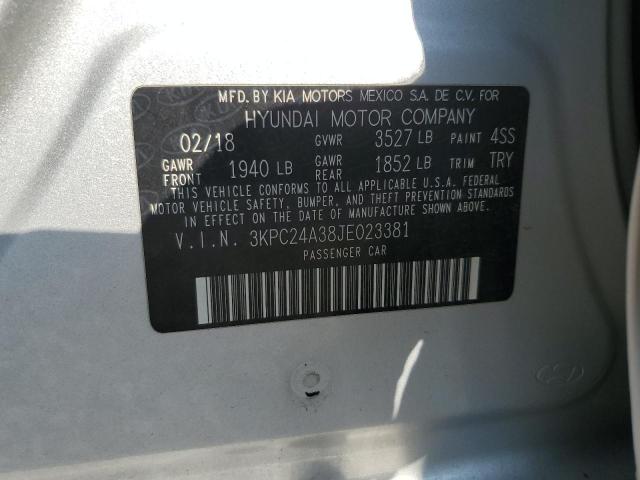 MFD. BY KIA MOTORS MEXICO S.A. DE C.V. FOR
HYUNDAI MOTOR COMPANY
02/18 GVWR 3527 LB PAINT 4SS
GAWR FRONT 1940 LB GAWR REAR 1852 LB TRIM TRY
THIS VEHICLE CONFORMS TO ALL APPLICABLE U.S.A. FEDERAL
MOTOR VEHICLE SAFETY, BUMPER, AND THEFT PREVENTION STANDARDS
IN EFFECT ON THE DATE OF MANUFACTURE SHOWN ABOVE.
V.I.N. 3KPC24A38JE023381
PASSENGER CAR